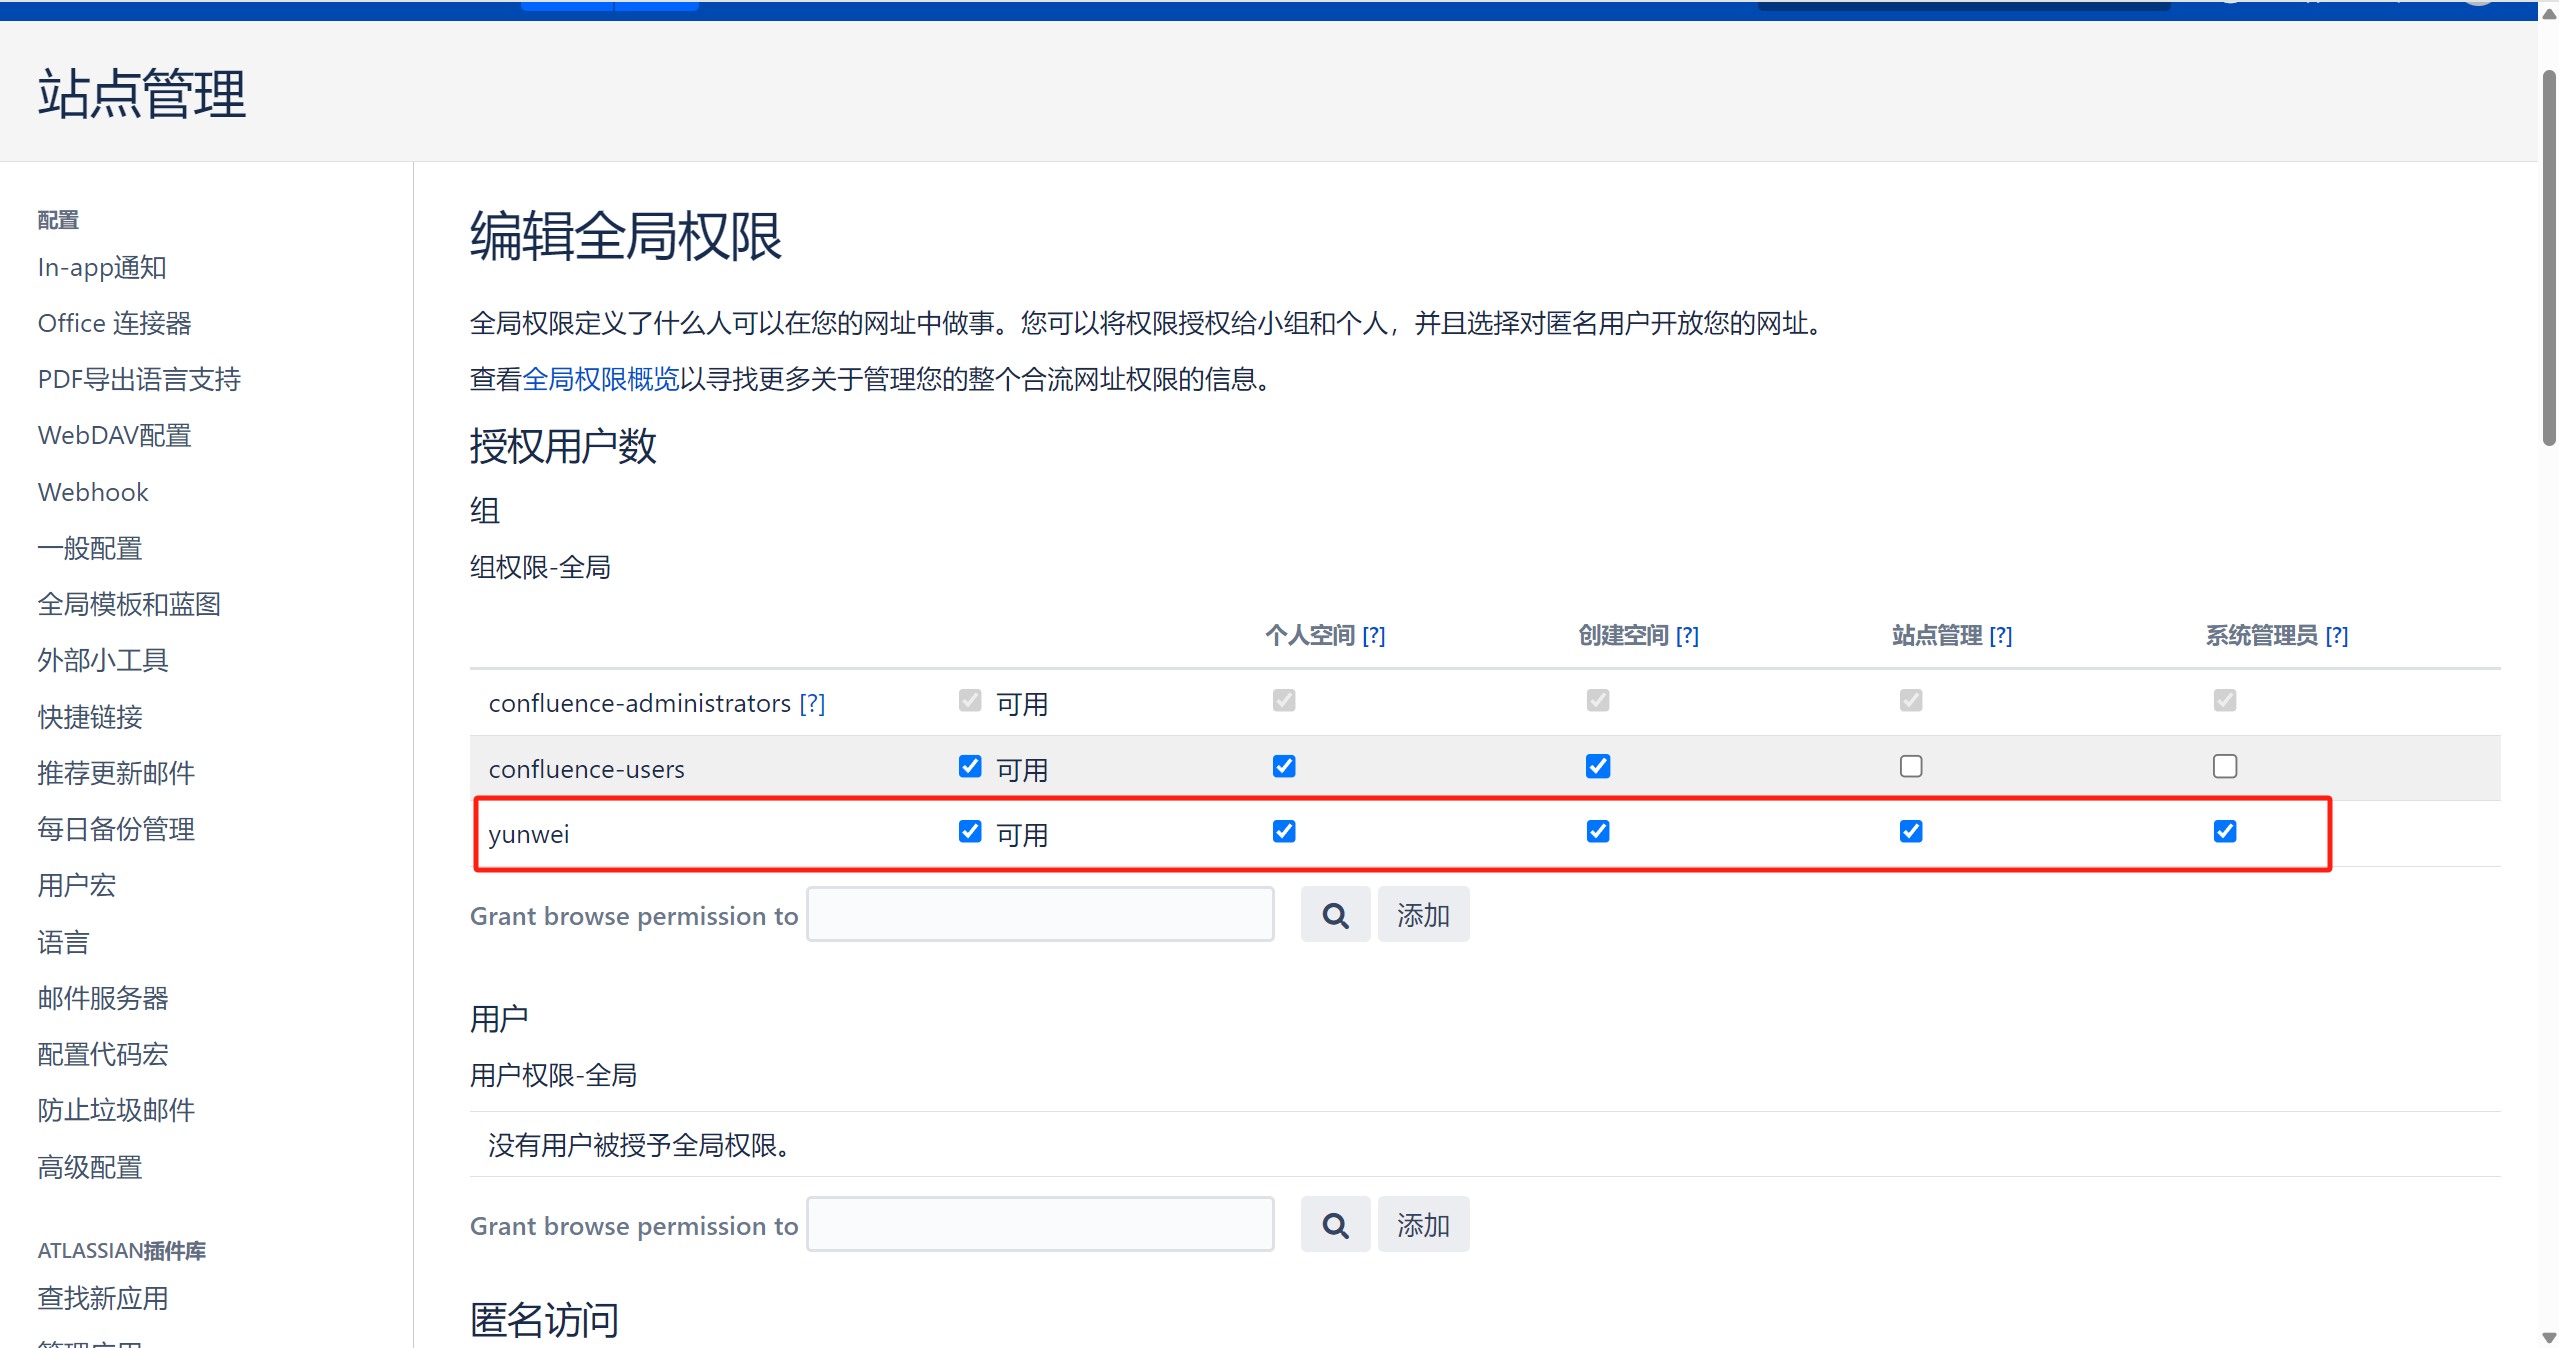 站点管理
配置
In-app通知
Office 连接器
PDF导出语言支持
WebDAV配置
Webhook
一般配置
全局模板和蓝图
外部小工具
快捷链接
推荐更新邮件
每日备份管理
用户宏
语言
邮件服务器
配置代码宏
防止垃圾邮件
高级配置
ATLASSIAN插件库
查找新应用
管理应用
编辑全局权限
全局权限定义了什么人可以在您的网址中做事。您可以将权限授权给小组和个人，并且选择对匿名用户开放您的网址。
查看全局权限概览以寻找更多关于管理您的整个合流网址权限的信息。
授权用户数
组
组权限-全局
个人空间 [?] 创建空间 [?] 站点管理 [?] 系统管理员 [?]
confluence-administrators [?] 可用
confluence-users 可用
yunwei 可用
Grant browse permission to 添加
用户
用户权限-全局
没有用户被授予全局权限。
Grant browse permission to 添加
匿名访问